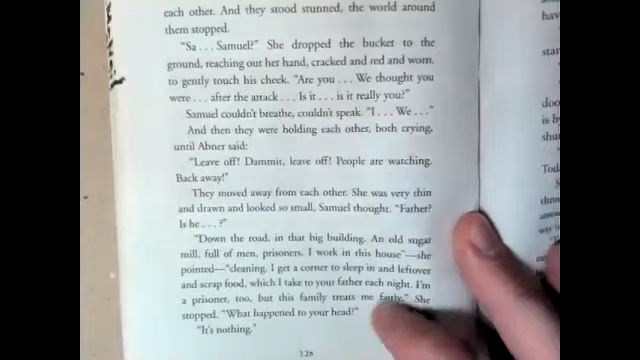 each other. And they stood stunned, the world around
them stopped.
"Sa . . . Samuel?" She dropped the bucket to the
ground, reaching out her hand, cracked and red and worn,
to gently touch his cheek. "Are you . . . We thought you
were . . . after the attack . . . Is it . . . is it really you?"
Samuel couldn't breathe, couldn't speak. "I . . . We . . ."
And then they were holding each other, both crying,
until Abner said:
"Leave off! Dammit, leave off! People are watching.
Back away!"
They moved away from each other. She was very thin
and drawn and looked so small, Samuel thought. "Father?
Is he . . . ?"
"Down the road, in that big building. An old sugar
mill, full of men, prisoners. I work in this house"—she
pointed—"cleaning. I get a corner to sleep in and leftover
and scrap food, which I take to your father each night. I'm
a prisoner, too, but this family treats me fairly." She
stopped. "What happened to your head?"
"It's nothing."
128
hav
star
doo
is b
shu
Tod